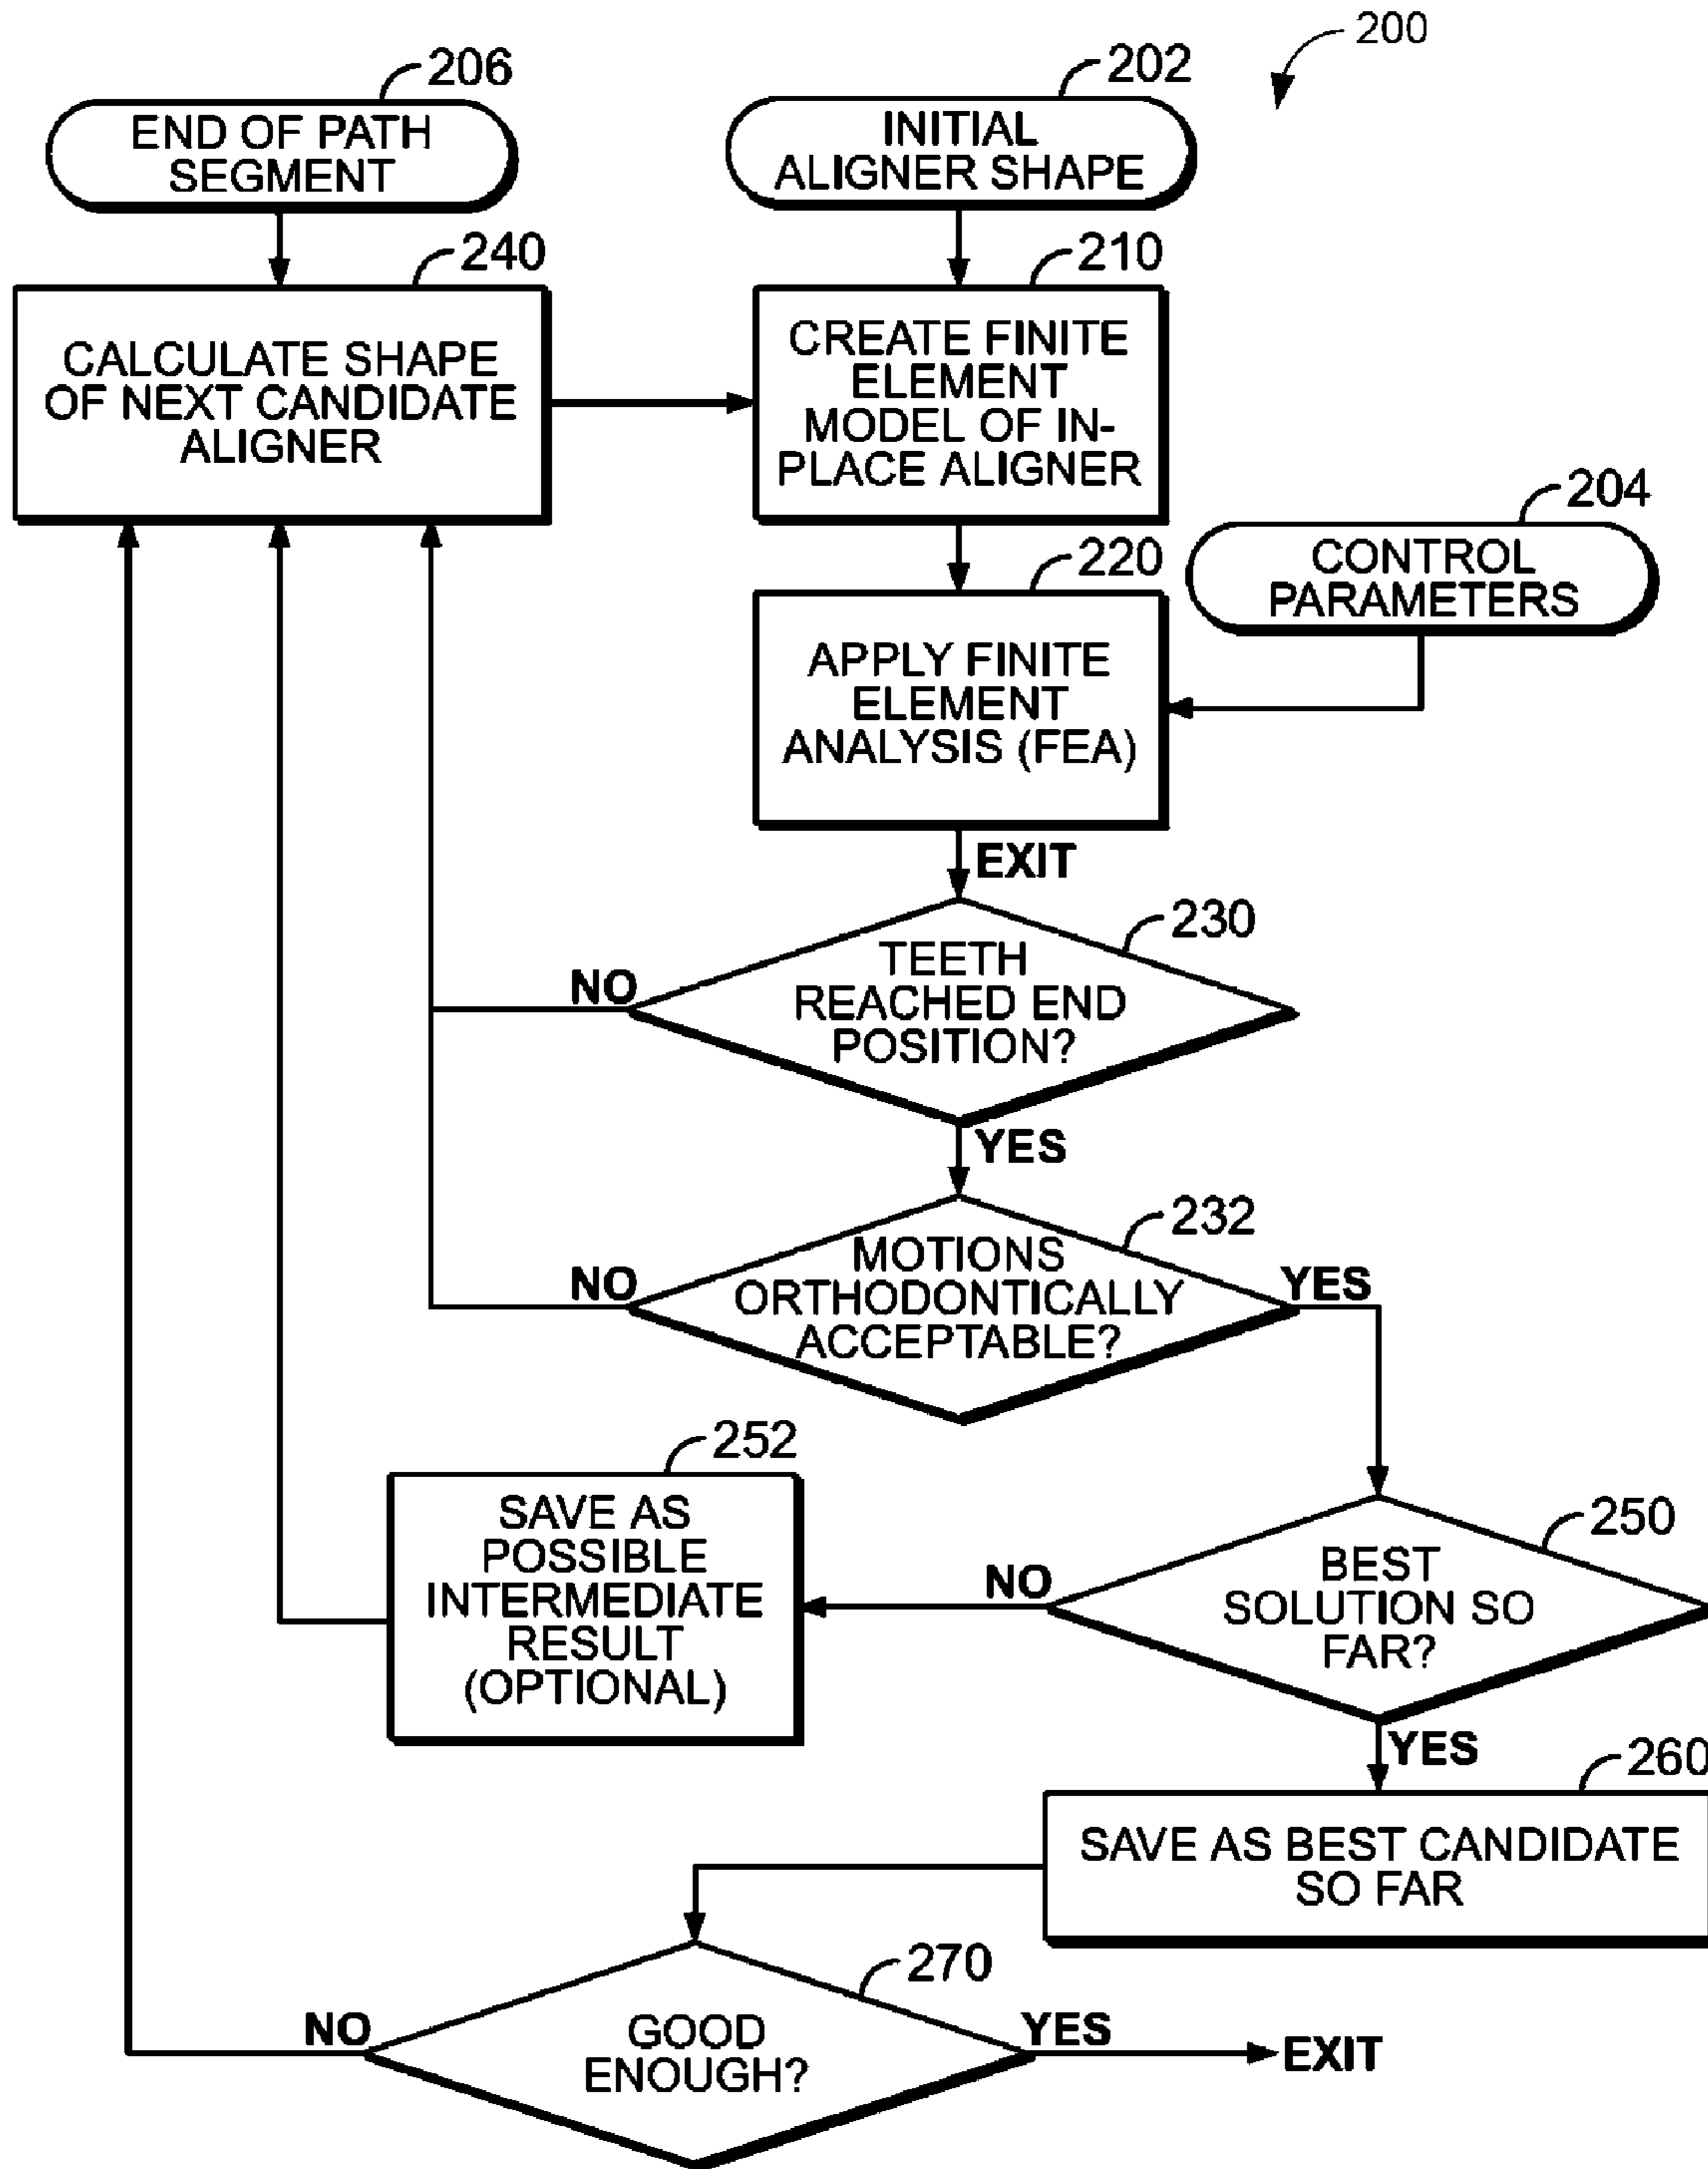 200
206
END OF PATH
SEGMENT
202
INITIAL
ALIGNER SHAPE
240
CALCULATE SHAPE
OF NEXT CANDIDATE
ALIGNER
210
CREATE FINITE
ELEMENT
MODEL OF IN-
PLACE ALIGNER
204
CONTROL
PARAMETERS
220
APPLY FINITE
ELEMENT
ANALYSIS (FEA)
EXIT
230
TEETH
REACHED END
POSITION?
NO
YES
232
MOTIONS
ORTHODONTICALLY
ACCEPTABLE?
NO
YES
252
SAVE AS
POSSIBLE
INTERMEDIATE
RESULT
(OPTIONAL)
250
BEST
SOLUTION SO
FAR?
NO
YES
260
SAVE AS BEST CANDIDATE
SO FAR
270
GOOD
ENOUGH?
NO
YES
EXIT